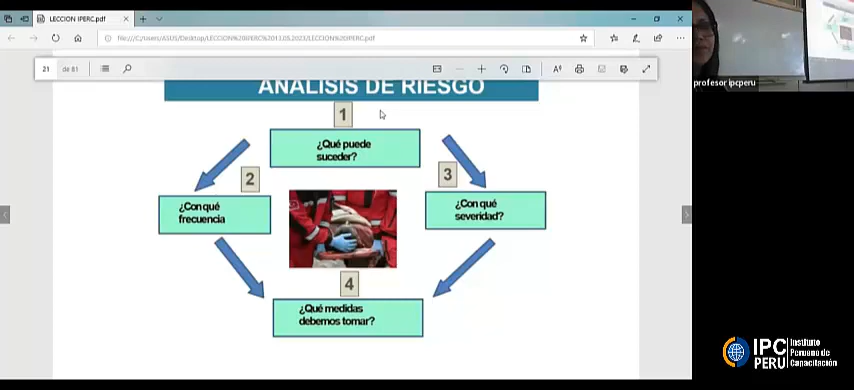 LECCION IPERC.pdf
file:///C:/Users/ASUS/Desktop/LECCION%20IPERC%2013.05.2023/LECCION%20IPERC.pdf
21 de 81
ANALISIS DE RIESGO
1
¿Qué puede
suceder?
2
3
¿Con qué
frecuencia
¿Con qué
severidad?
4
¿Qué medidas
debemos tomar?
profesor ipcperu
IPC
PERU
Instituto
Peruano de
Capacitación